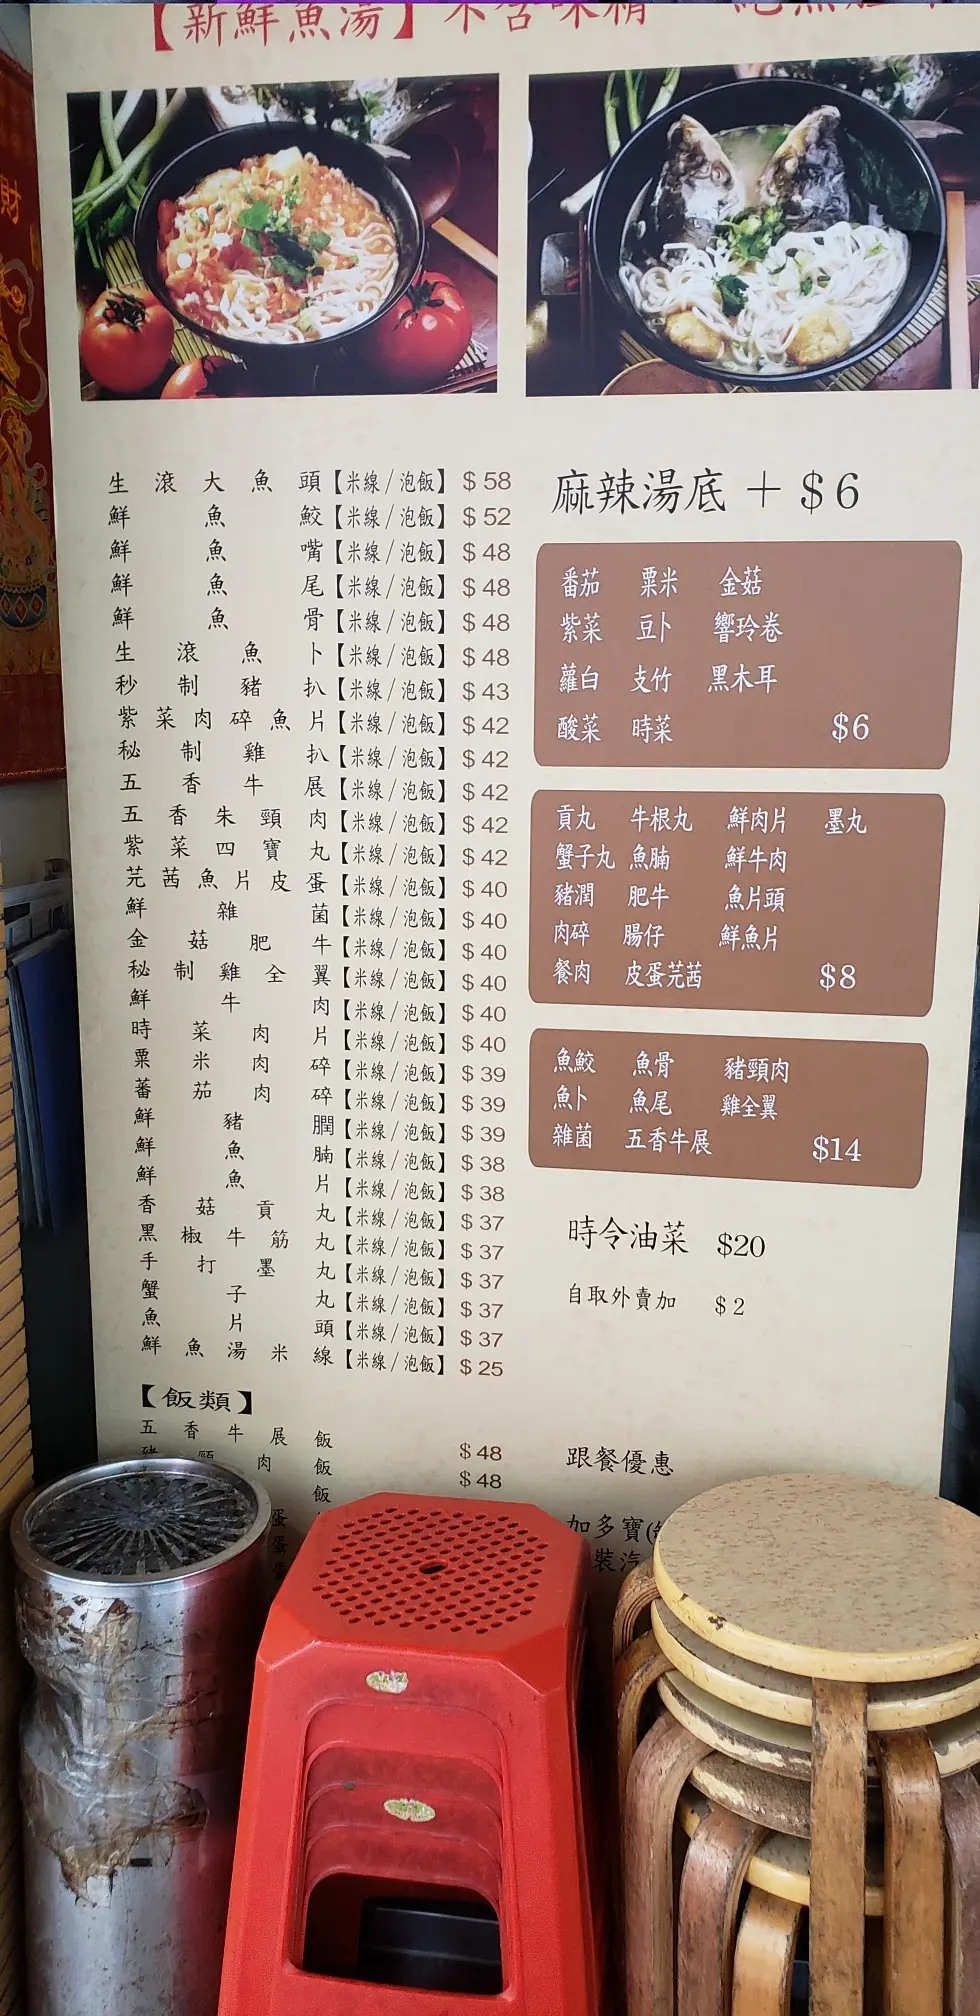 【新鮮魚湯】不含味精
財
生滾大魚頭【米線/泡飯】$58
鮮魚鮫【米線/泡飯】$52
鮮魚嘴【米線/泡飯】$48
鮮魚尾【米線/泡飯】$48
鮮魚骨【米線/泡飯】$48
生滾魚卜【米線/泡飯】$48
秒制豬扒【米線/泡飯】$43
紫菜肉碎魚片【米線/泡飯】$42
秘制雞扒【米線/泡飯】$42
五香牛展【米線/泡飯】$42
五香朱頸肉【米線/泡飯】$42
紫菜四寶丸【米線/泡飯】$42
芫茜魚片皮蛋【米線/泡飯】$40
鮮雜菌【米線/泡飯】$40
金菇肥牛【米線/泡飯】$40
秘制雞全翼【米線/泡飯】$40
鮮牛肉【米線/泡飯】$40
時菜肉片【米線/泡飯】$40
粟米肉碎【米線/泡飯】$39
蕃茄肉碎【米線/泡飯】$39
鮮豬膶【米線/泡飯】$39
鮮魚腩【米線/泡飯】$38
鮮魚片【米線/泡飯】$38
香菇貢丸【米線/泡飯】$37
黑椒牛筋丸【米線/泡飯】$37
手打墨丸【米線/泡飯】$37
蟹子丸【米線/泡飯】$37
魚片頭【米線/泡飯】$37
鮮魚湯米線【米線/泡飯】$25
【飯類】
五香牛展飯 $48
豬頸肉飯 $48
飯
蛋
蛋
蛋
麻辣湯底 + $6
番茄 粟米 金菇
紫菜 豆卜 響玲卷
蘿白 支竹 黑木耳
酸菜 時菜 $6
貢丸 牛根丸 鮮肉片 墨丸
蟹子丸 魚腩 鮮牛肉
豬潤 肥牛 魚片頭
肉碎 腸仔 鮮魚片
餐肉 皮蛋芫茜 $8
魚鮫 魚骨 豬頸肉
魚卜 魚尾 雞全翼
雜菌 五香牛展 $14
時令油菜 $20
自取外賣加 $2
跟餐優惠
加多寶(
裝汽